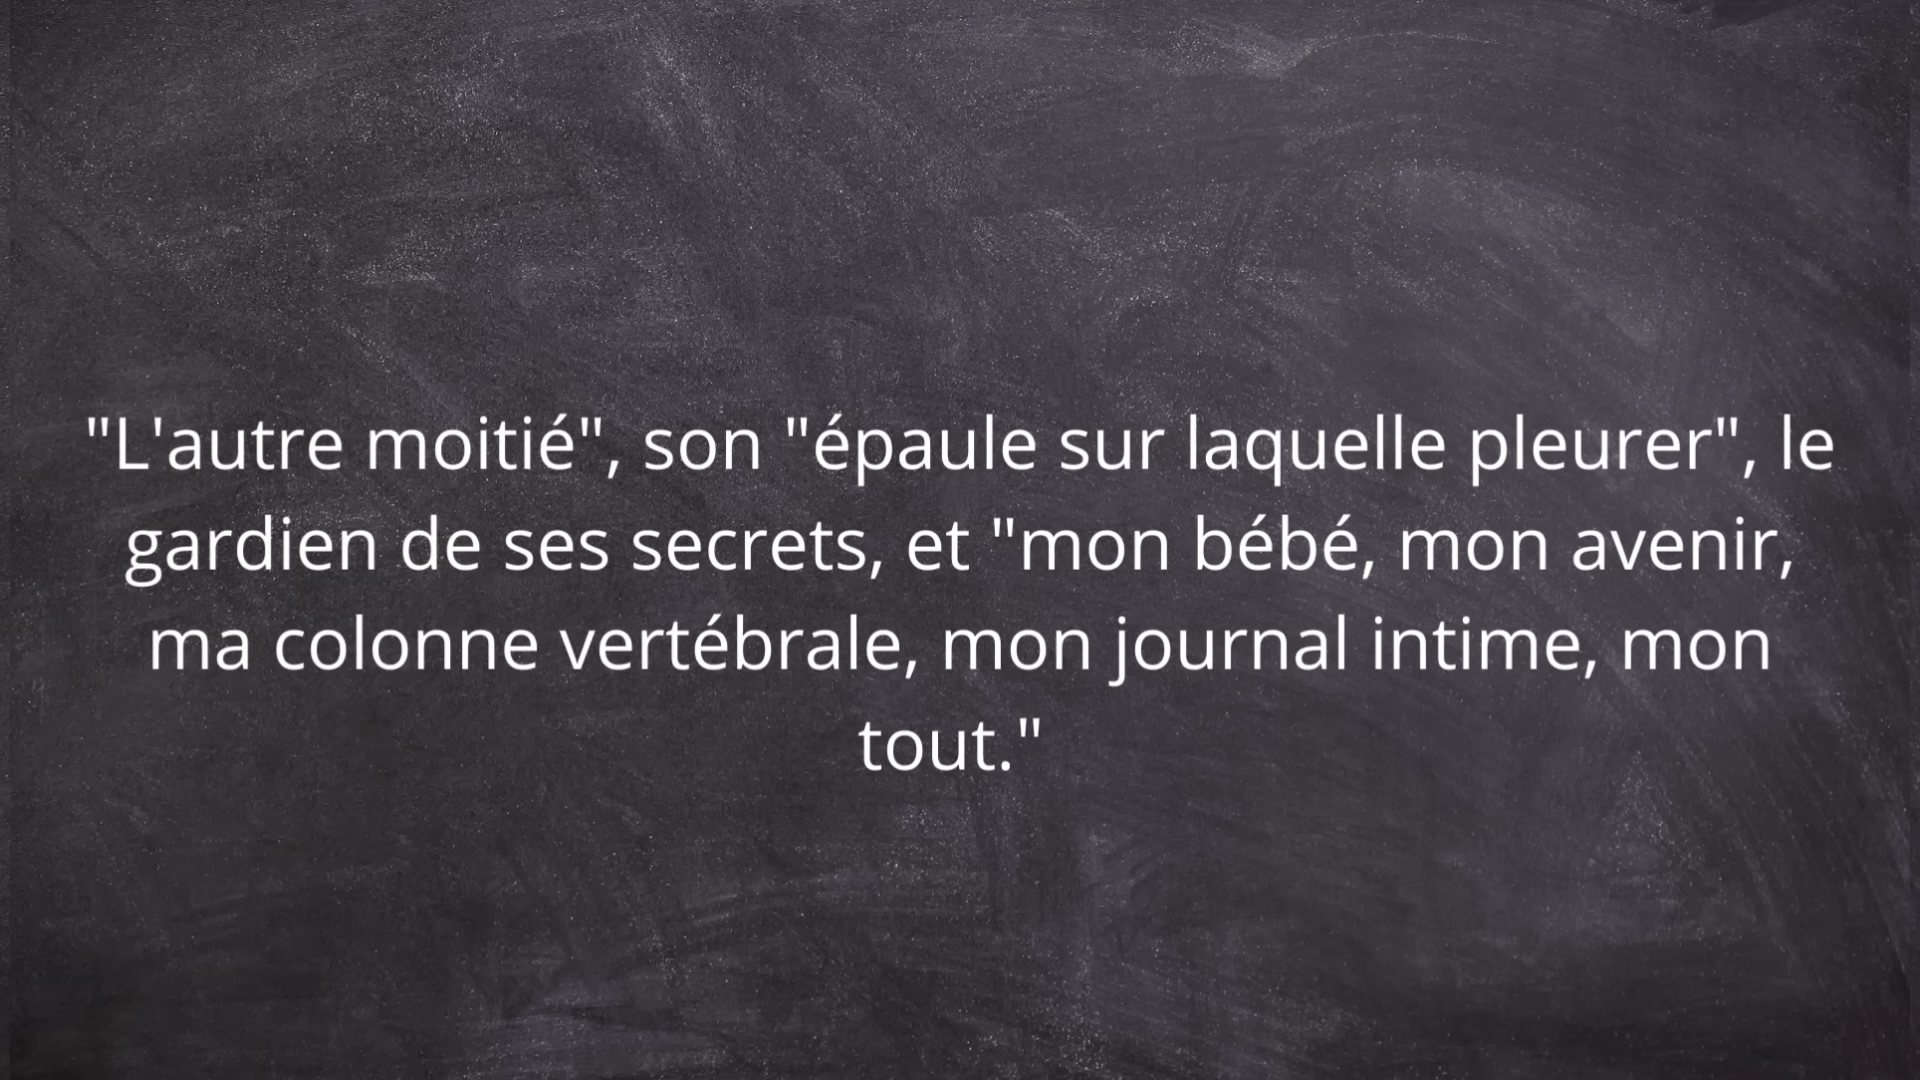 "L'autre moitié", son "épaule sur laquelle pleurer", le
gardien de ses secrets, et "mon bébé, mon avenir,
ma colonne vertébrale, mon journal intime, mon
tout."